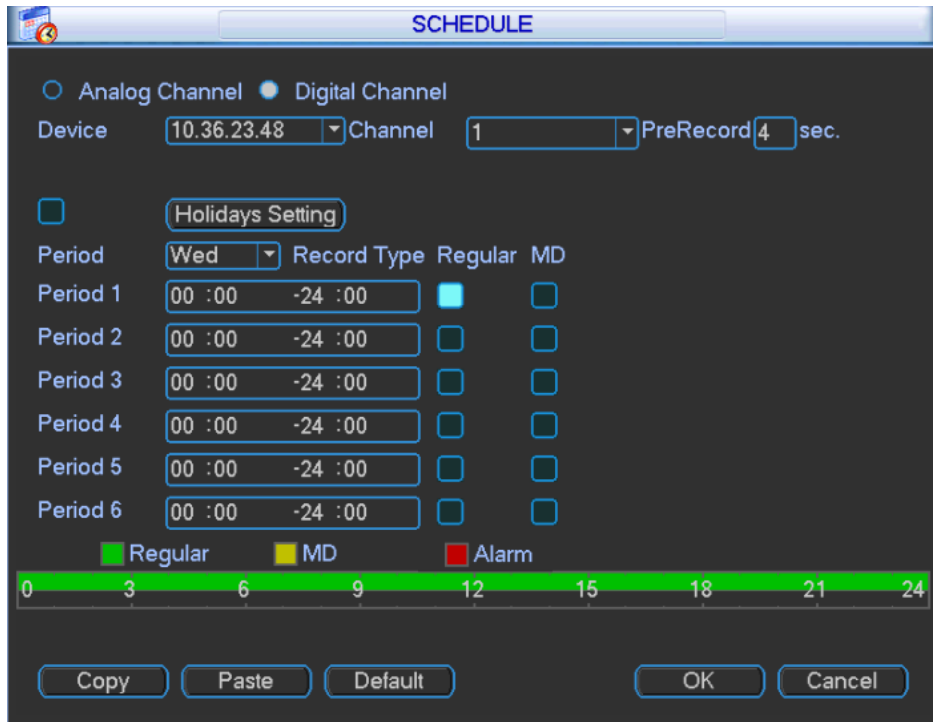 SCHEDULE
Analog Channel Digital Channel
Device 10.36.23.48 Channel 1 PreRecord 4 sec.
Holidays Setting
Period Wed Record Type Regular MD
Period 1 00 :00 -24 :00
Period 2 00 :00 -24 :00
Period 3 00 :00 -24 :00
Period 4 00 :00 -24 :00
Period 5 00 :00 -24 :00
Period 6 00 :00 -24 :00
Regular MD Alarm
0 3 6 9 12 15 18 21 24
Copy Paste Default OK Cancel